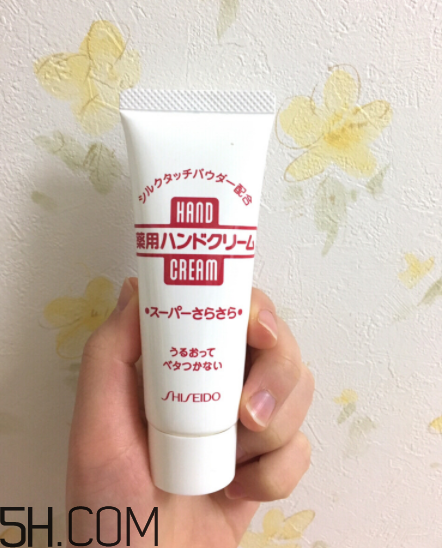 シルクタッチパウダー配合
HAND
薬用ハンドクリーム
CREAM
•スーパーさらさら•
うるおって
ベタつかない
SHISEIDO
5H.COM